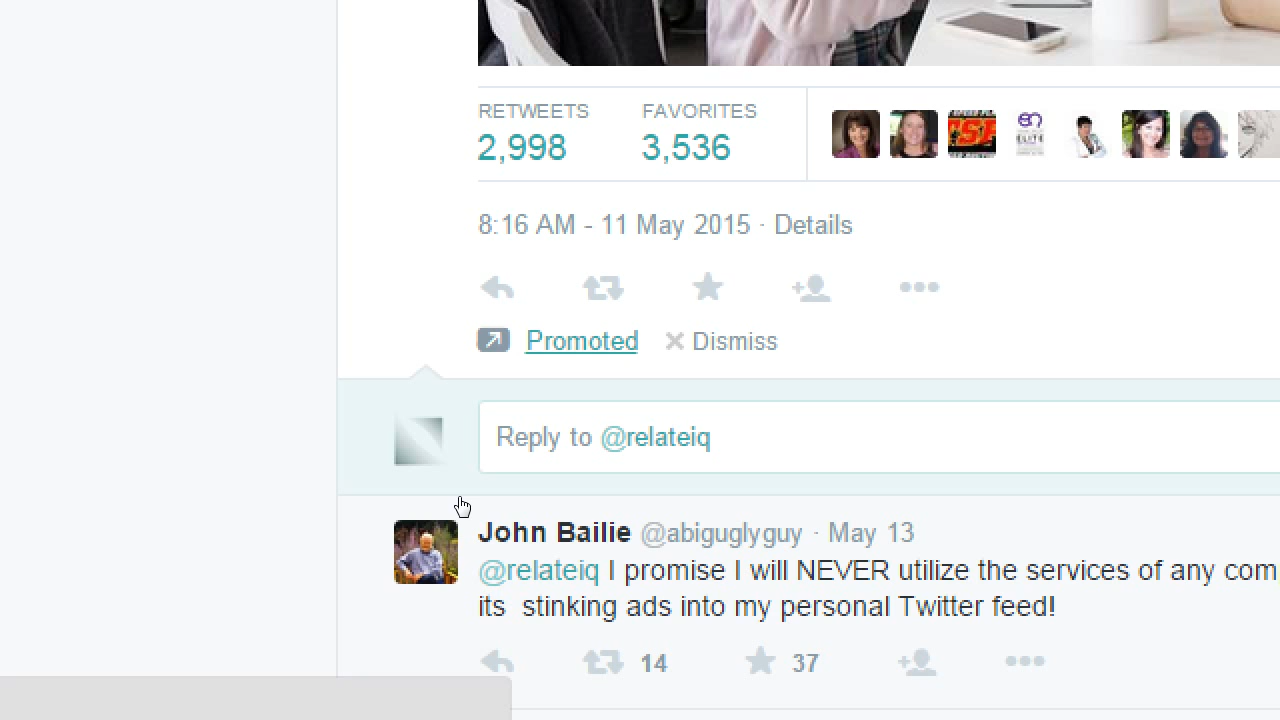 RETWEETS FAVORITES
2,998 3,536
8:16 AM - 11 May 2015 · Details
Promoted Dismiss
Reply to @relateiq
John Bailie @abiguglyguy · May 13
@relateiq I promise I will NEVER utilize the services of any com
its stinking ads into my personal Twitter feed!
14 37